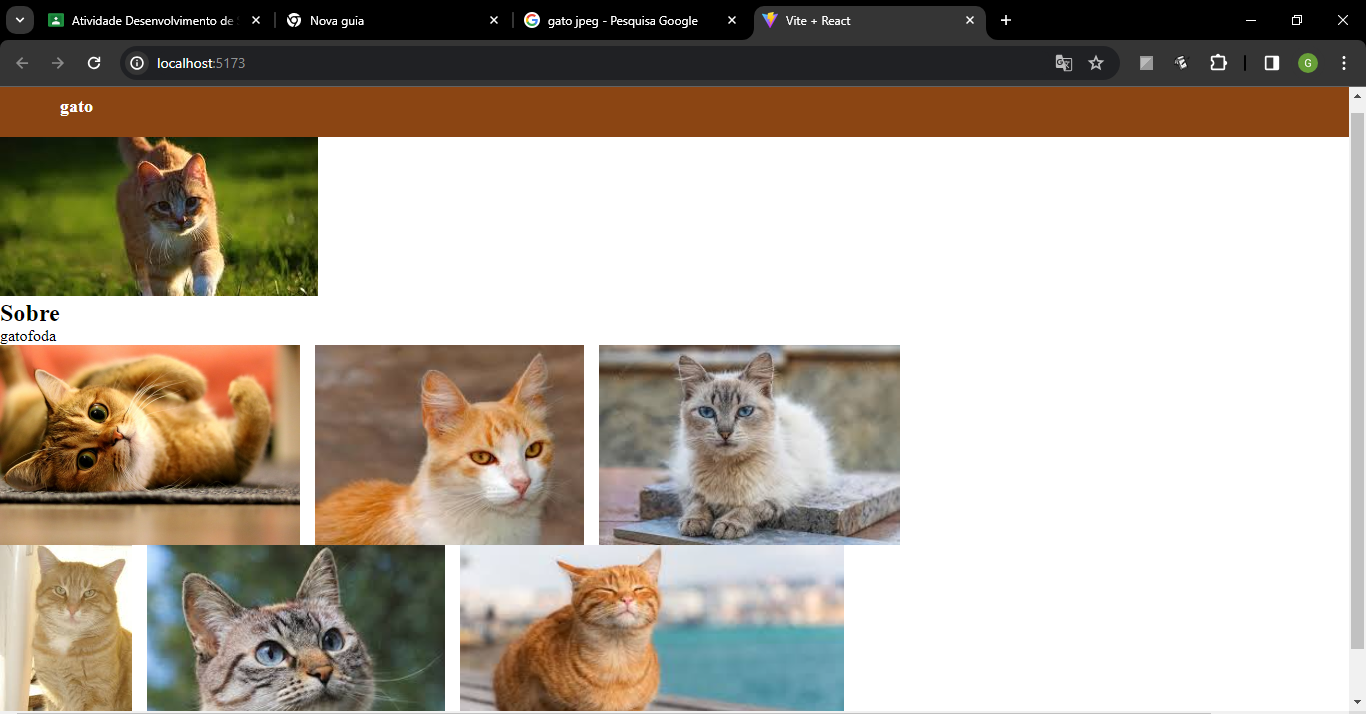 Atividade Desenvolvimento de
Nova guia
gato jpeg - Pesquisa Google
Vite + React
localhost:5173
G
gato
Sobre
gatofoda